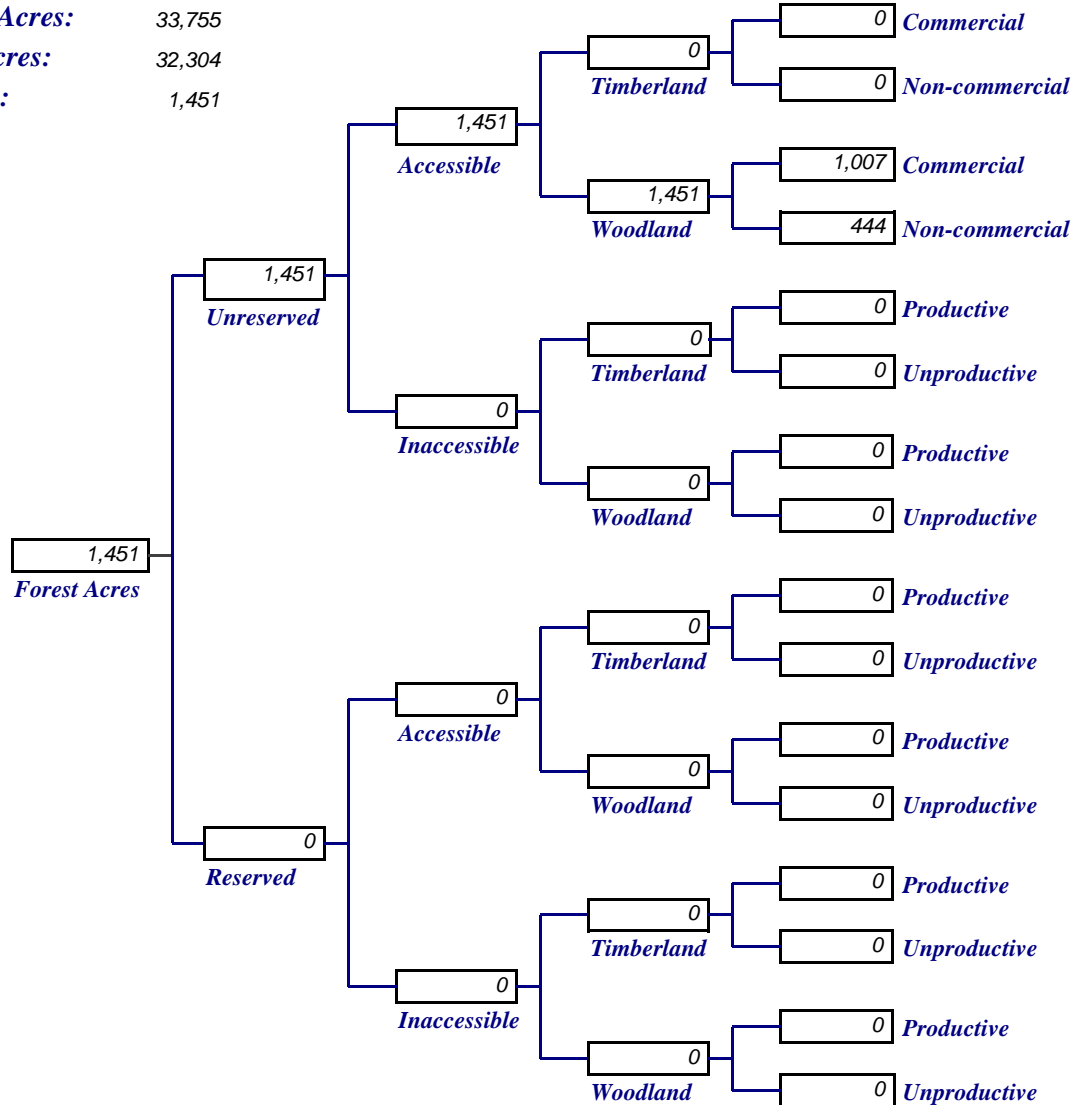 Acres: 33,755
cres: 32,304
: 1,451
0 Commercial
0
Timberland
0 Non-commercial
1,451
Accessible
1,007 Commercial
1,451
Woodland
444 Non-commercial
1,451
Unreserved
0 Productive
0
Timberland
0 Unproductive
0
Inaccessible
0 Productive
0
Woodland
0 Unproductive
1,451
Forest Acres
0 Productive
0
Timberland
0 Unproductive
0
Accessible
0 Productive
0
Woodland
0 Unproductive
0
Reserved
0 Productive
0
Timberland
0 Unproductive
0
Inaccessible
0 Productive
0
Woodland
0 Unproductive